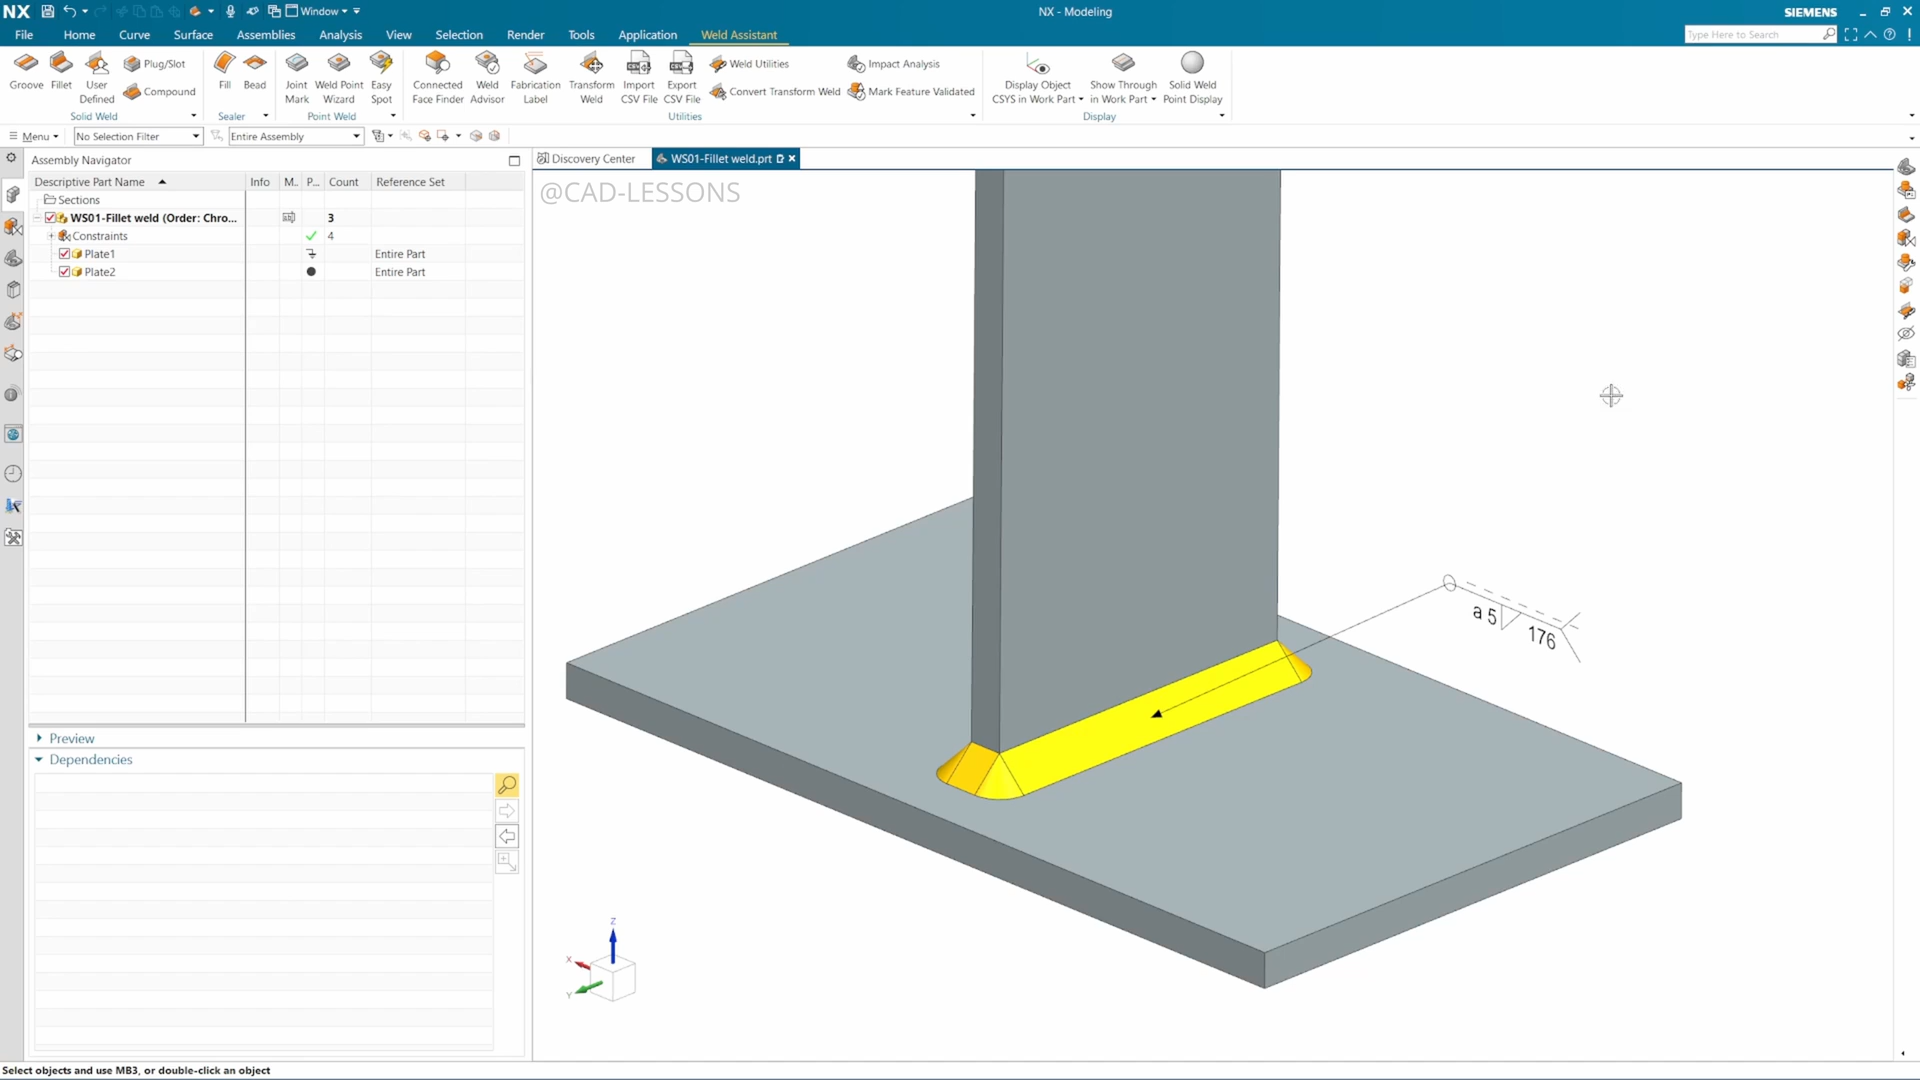 NX
Window
NX - Modeling
SIEMENS
File Home Curve Surface Assemblies Analysis View Selection Render Tools Application Weld Assistant
Type Here to Search
Groove
Fillet
User
Defined
Plug/Slot
Compound
Solid Weld
Fill
Bead
Sealer
Joint
Mark
Weld Point
Wizard
Easy
Spot
Point Weld
Connected
Face Finder
Weld
Advisor
Fabrication
Label
Transform
Weld
Import
CSV File
Export
CSV File
Weld Utilities
Convert Transform Weld
Impact Analysis
Mark Feature Validated
Utilities
Display Object
CSYS in Work Part
Show Through
in Work Part
Solid Weld
Point Display
Display
Menu
No Selection Filter
Entire Assembly
Assembly Navigator
Discovery Center
WS01-Fillet weld.prt
Descriptive Part Name Info M.. P... Count Reference Set
Sections
WS01-Fillet weld (Order: Chro... 3
Constraints 4
Plate1 Entire Part
Plate2 Entire Part
@CAD-LESSONS
a 5
176
Preview
Dependencies
Z
X
Y
Select objects and use MB3, or double-click an object